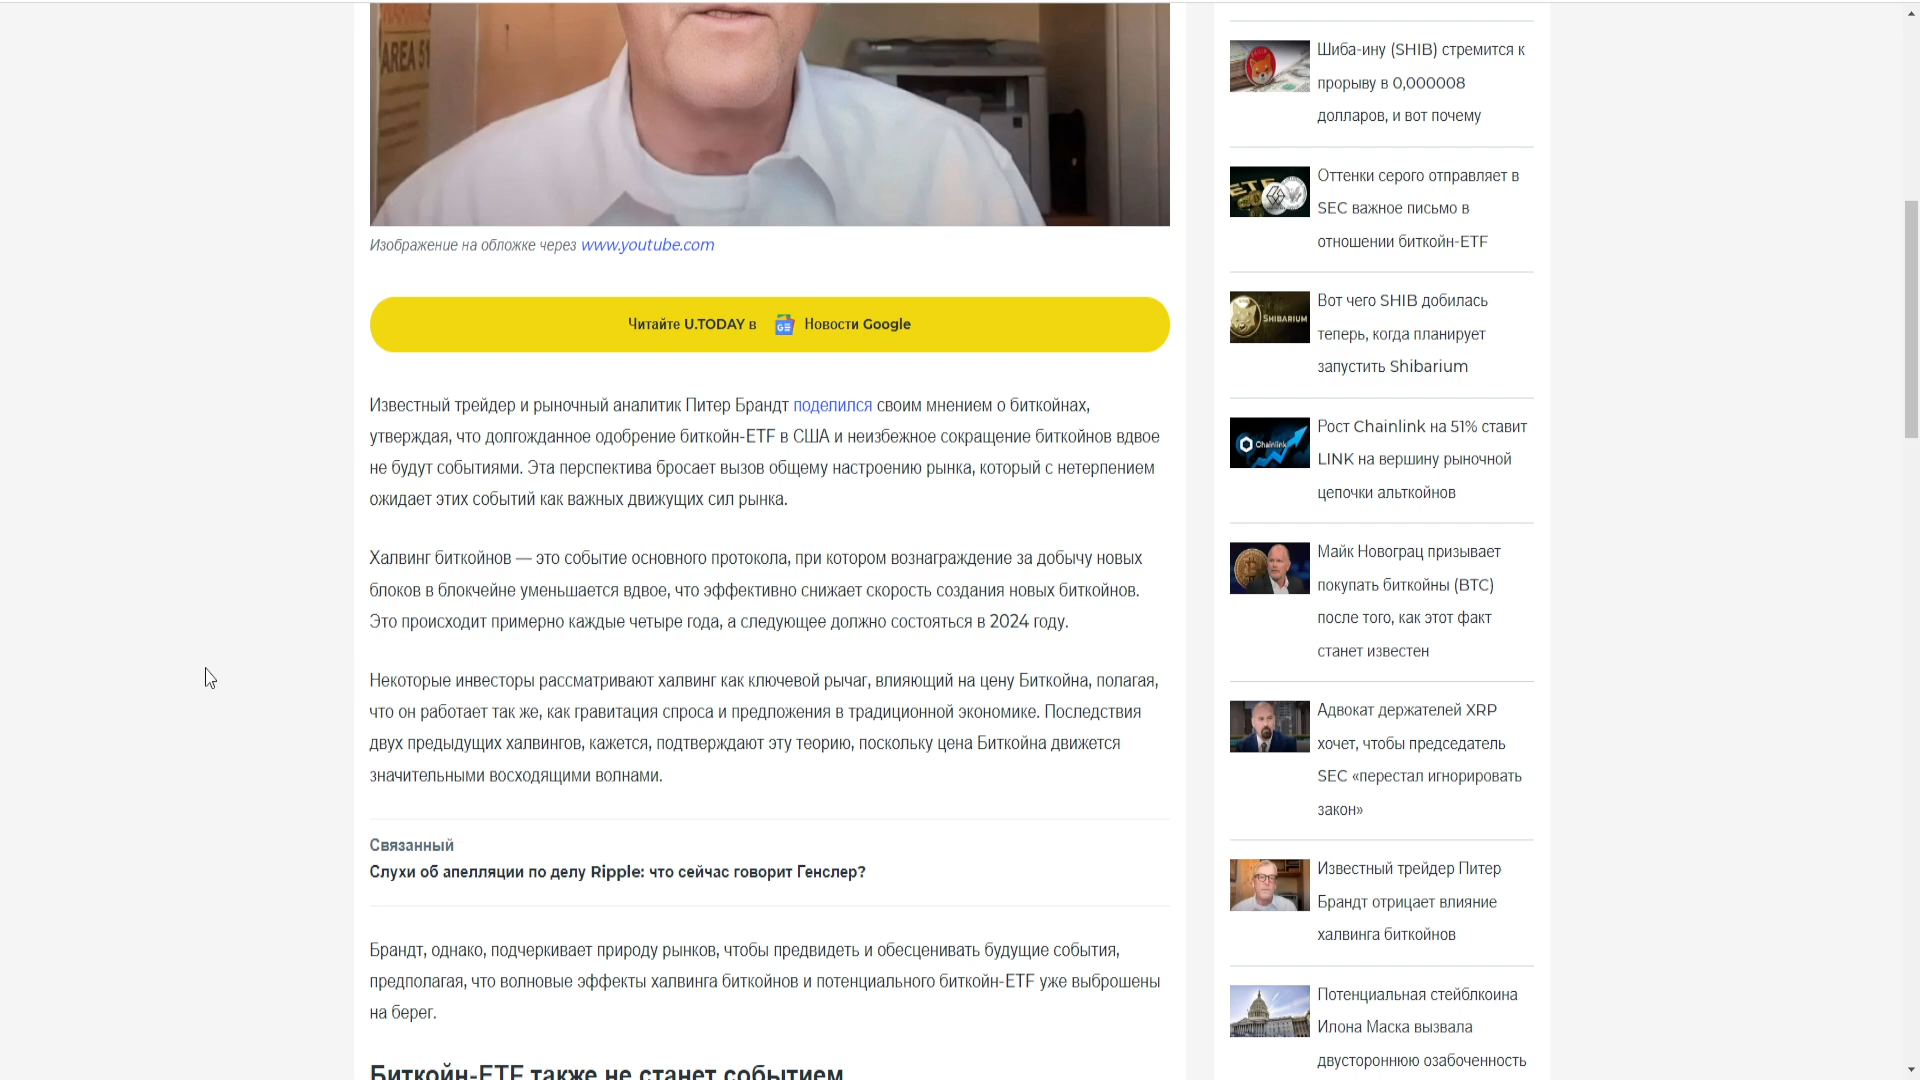 AREA 51
Изображение на обложке через www.youtube.com
Читайте U.TODAY в Новости Google
Известный трейдер и рыночный аналитик Питер Брандт поделился своим мнением о биткойнах,
утверждая, что долгожданное одобрение биткойн-ETF в США и неизбежное сокращение биткойнов вдвое
не будут событиями. Эта перспектива бросает вызов общему настроению рынка, который с нетерпением
ожидает этих событий как важных движущих сил рынка.
Халвинг биткойнов — это событие основного протокола, при котором вознаграждение за добычу новых
блоков в блокчейне уменьшается вдвое, что эффективно снижает скорость создания новых биткойнов.
Это происходит примерно каждые четыре года, а следующее должно состояться в 2024 году.
Некоторые инвесторы рассматривают халвинг как ключевой рычаг, влияющий на цену Биткойна, полагая,
что он работает так же, как гравитация спроса и предложения в традиционной экономике. Последствия
двух предыдущих халвингов, кажется, подтверждают эту теорию, поскольку цена Биткойна движется
значительными восходящими волнами.
Связанный
Слухи об апелляции по делу Ripple: что сейчас говорит Генслер?
Брандт, однако, подчеркивает природу рынков, чтобы предвидеть и обесценивать будущие события,
предполагая, что волновые эффекты халвинга биткойнов и потенциального биткойн-ETF уже выброшены
на берег.
Биткойн-ETF также не станет событием
Шиба-ину (SHIB) стремится к
прорыву в 0,000008
долларов, и вот почему
ETF
Оттенки серого отправляет в
SEC важное письмо в
отношении биткойн-ETF
SHIBARIUM
Вот чего SHIB добилась
теперь, когда планирует
запустить Shibarium
Chainlink
Рост Chainlink на 51% ставит
LINK на вершину рыночной
цепочки альткойнов
Майк Новограц призывает
покупать биткойны (BTC)
после того, как этот факт
станет известен
Адвокат держателей XRP
хочет, чтобы председатель
SEC «перестал игнорировать
закон»
Известный трейдер Питер
Брандт отрицает влияние
халвинга биткойнов
Потенциальная стейблкоина
Илона Маска вызвала
двустороннюю озабоченность